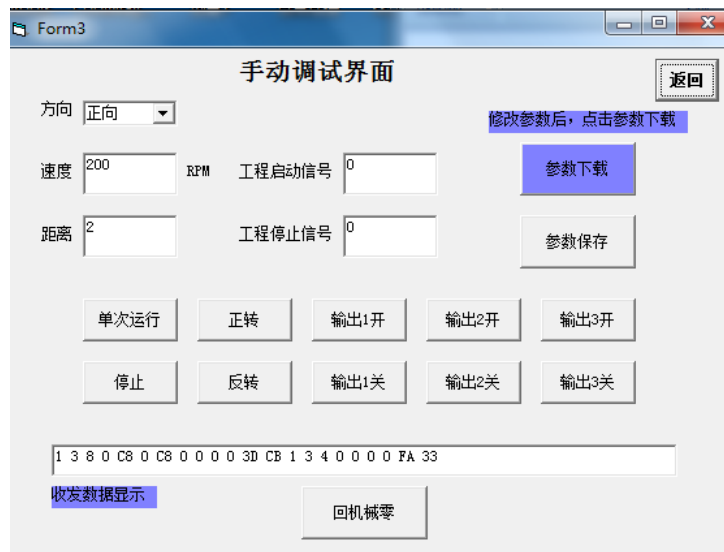 Form3
手动调试界面
返回
方向 正向
修改参数后，点击参数下载
速度 200 RPM 工程启动信号 0 参数下载
距离 2 工程停止信号 0 参数保存
单次运行 正转 输出1开 输出2开 输出3开
停止 反转 输出1关 输出2关 输出3关
1 3 8 0 C8 0 C8 0 0 0 0 3D CB 1 3 4 0 0 0 0 FA 33
收发数据显示
回机械零